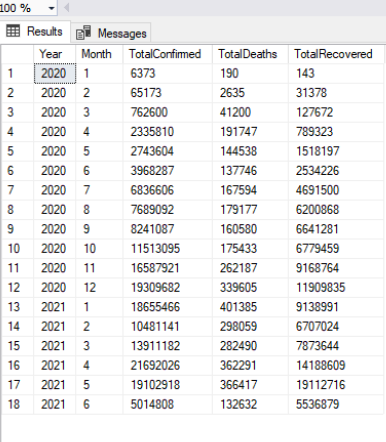 100 %
Results Messages
Year Month TotalConfirmed TotalDeaths TotalRecovered
1 2020 1 6373 190 143
2 2020 2 65173 2635 31378
3 2020 3 762600 41200 127672
4 2020 4 2335810 191747 789323
5 2020 5 2743604 144538 1518197
6 2020 6 3968287 137746 2534226
7 2020 7 6836606 167594 4691500
8 2020 8 7689092 179177 6200868
9 2020 9 8241087 160580 6641281
10 2020 10 11513095 175433 6779459
11 2020 11 16587921 262187 9168764
12 2020 12 19309682 339605 11909835
13 2021 1 18655466 401385 9138991
14 2021 2 10481141 298059 6707024
15 2021 3 13911182 282490 7873644
16 2021 4 21692026 362291 14188609
17 2021 5 19102918 366417 19112716
18 2021 6 5014808 132632 5536879